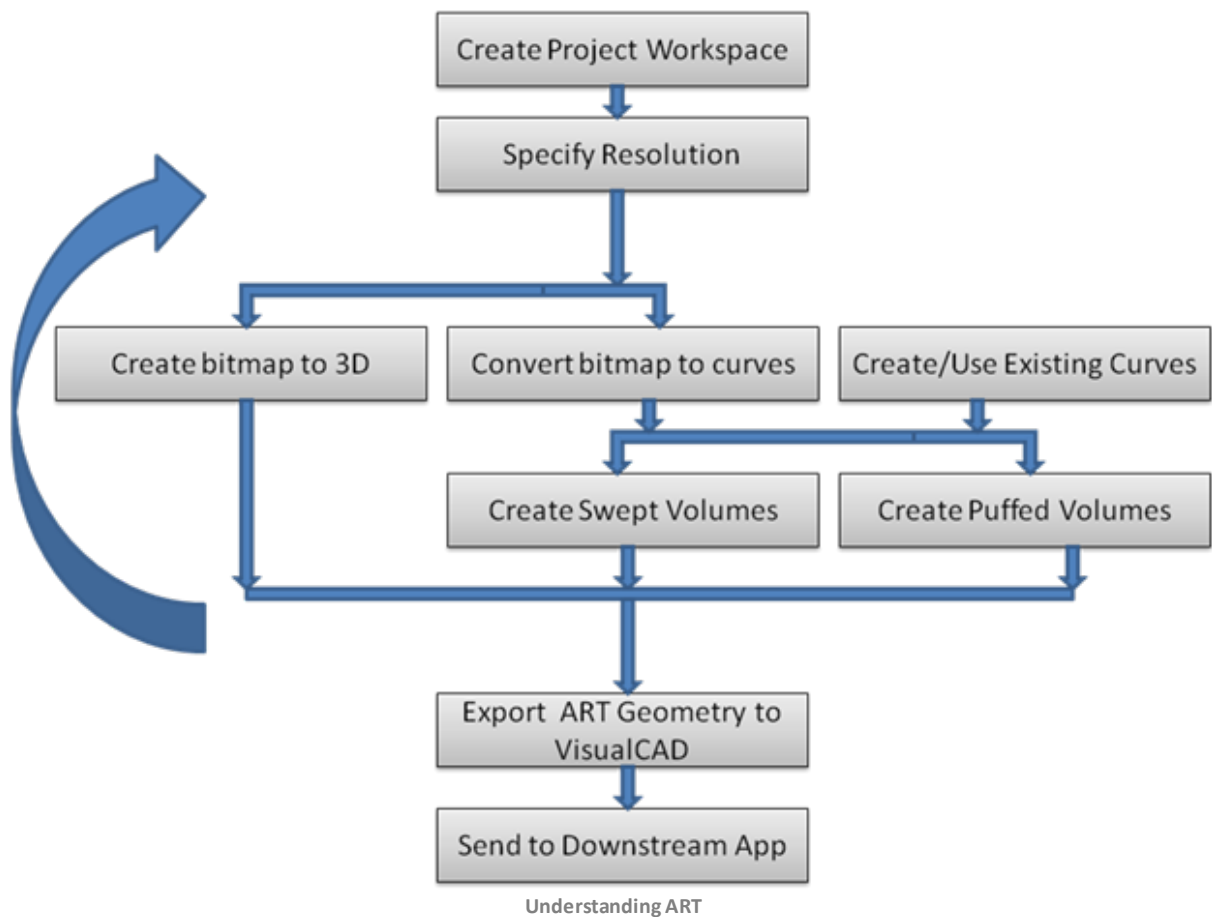 Create Project Workspace
Specify Resolution
Create bitmap to 3D
Convert bitmap to curves
Create/Use Existing Curves
Create Swept Volumes
Create Puffed Volumes
Export ART Geometry to
VisualCAD
Send to Downstream App
Understanding ART